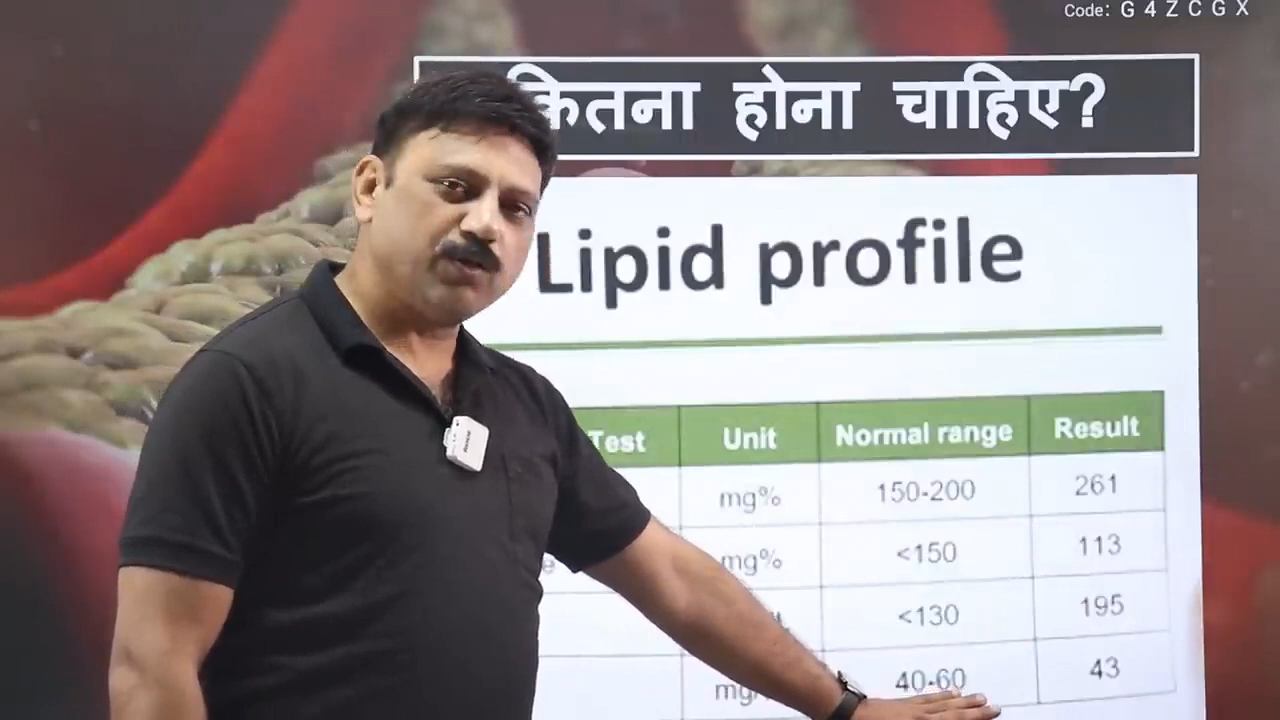 Code: G 4 Z C G X
कितना होना चाहिए?
Lipid profile
Test Unit Normal range Result
mg% 150-200 261
mg% <150 113
<130 195
40-60 43